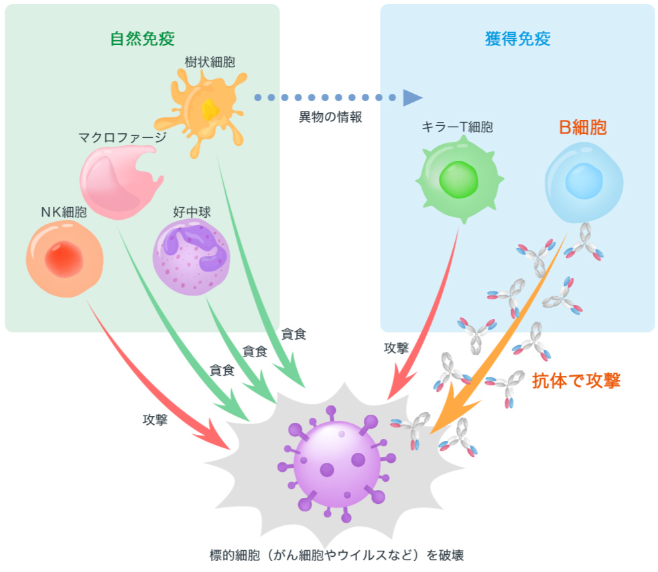 自然免疫
樹状細胞
マクロファージ
NK細胞
好中球
異物の情報
獲得免疫
キラーT細胞
B細胞
攻撃
貪食
貪食
貪食
攻撃
抗体で攻撃
標的細胞（がん細胞やウイルスなど）を破壊